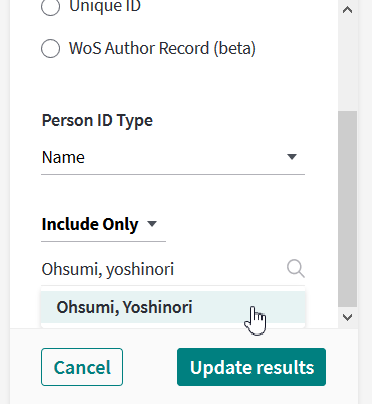 Unique ID
WoS Author Record (beta)
Person ID Type
Name
Include Only
Ohsumi, yoshinori
Ohsumi, Yoshinori
Cancel
Update results